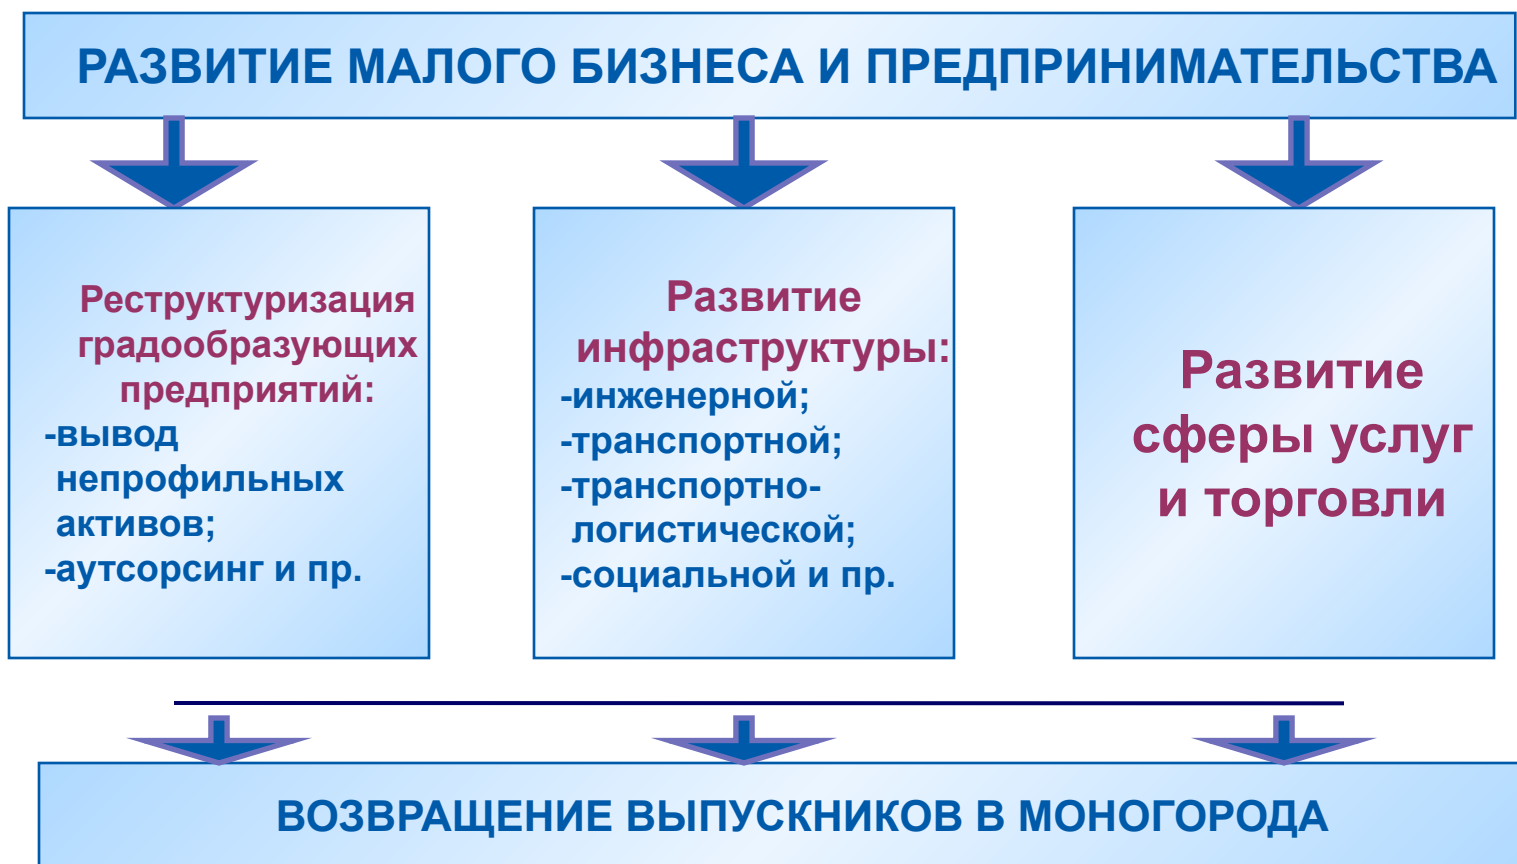 РАЗВИТИЕ МАЛОГО БИЗНЕСА И ПРЕДПРИНИМАТЕЛЬСТВА
Реструктуризация
градообразующих
предприятий:
-вывод
непрофильных
активов;
-аутсорсинг и пр.
Развитие
инфраструктуры:
-инженерной;
-транспортной;
-транспортно-
логистической;
-социальной и пр.
Развитие
сферы услуг
и торговли
ВОЗВРАЩЕНИЕ ВЫПУСКНИКОВ В МОНОГОРОДА